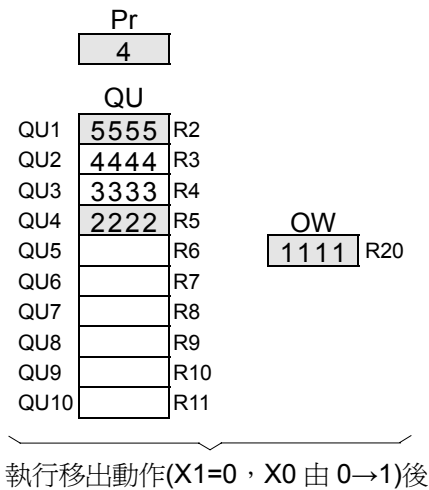 Pr
4
QU
QU1 5555 R2
QU2 4444 R3
QU3 3333 R4
QU4 2222 R5
OW
QU5 R6 1111 R20
QU6 R7
QU7 R8
QU8 R9
QU9 R10
QU10 R11
執行移出動作(X1=0，X0 由 0→1)後